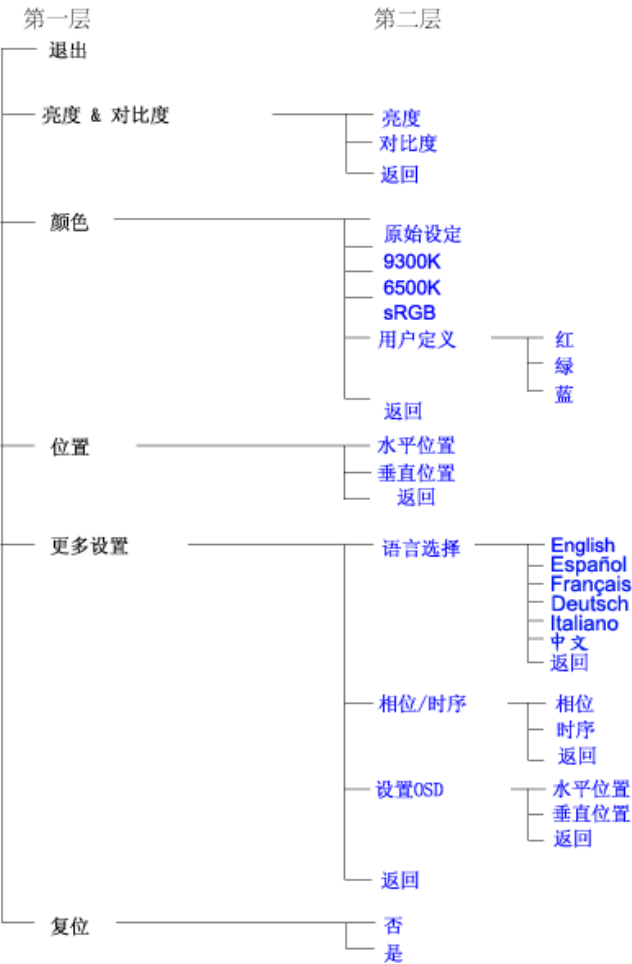 第一层 第二层
退出
亮度 & 对比度 亮度
对比度
返回
颜色
原始设定
9300K
6500K
sRGB
用户定义 红
绿
蓝
返回
位置 水平位置
垂直位置
返回
更多设置 语言选择 English
Español
Français
Deutsch
Italiano
中文
返回
相位/时序 相位
时序
返回
设置OSD 水平位置
垂直位置
返回
返回
复位 否
是